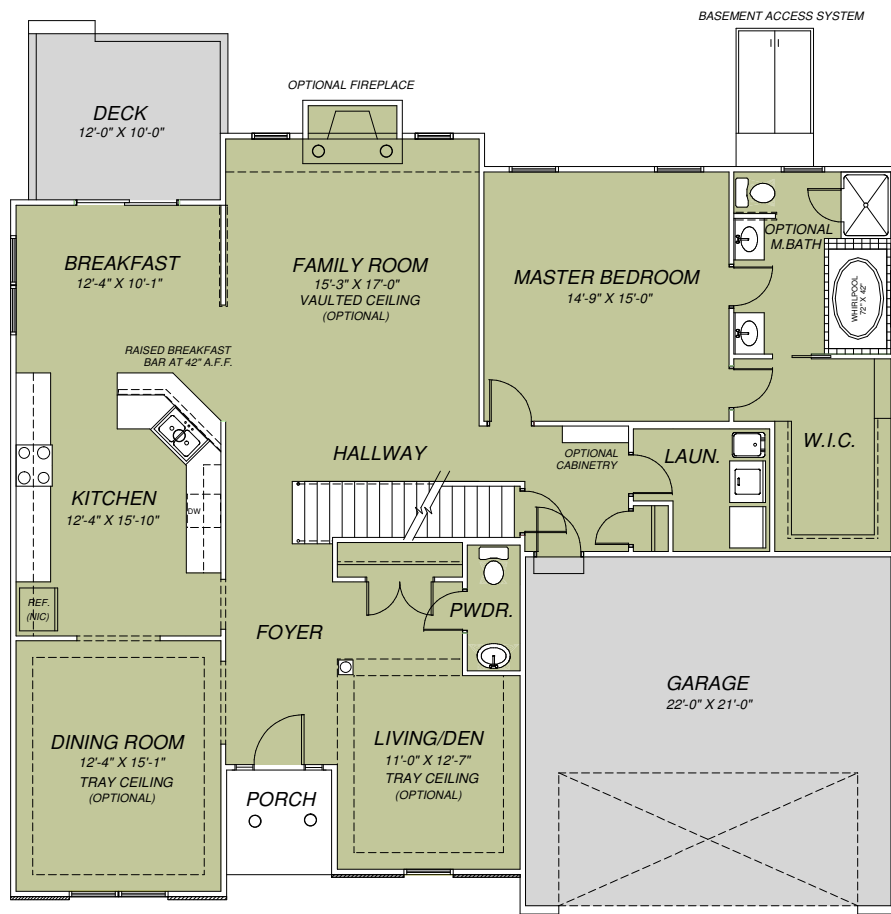 BASEMENT ACCESS SYSTEM
OPTIONAL FIREPLACE
DECK
12'-0" X 10'-0"
BREAKFAST
12'-4" X 10'-1"
FAMILY ROOM
15'-3" X 17'-0"
VAULTED CEILING
(OPTIONAL)
MASTER BEDROOM
14'-9" X 15'-0"
OPTIONAL
M.BATH
WHIRLPOOL
72" X 42"
RAISED BREAKFAST
BAR AT 42" A.F.F.
HALLWAY
OPTIONAL
CABINETRY
LAUN.
W.I.C.
KITCHEN
12'-4" X 15'-10"
DW
REF.
(NIC)
FOYER
PWDR.
DINING ROOM
12'-4" X 15'-1"
TRAY CEILING
(OPTIONAL)
PORCH
LIVING/DEN
11'-0" X 12'-7"
TRAY CEILING
(OPTIONAL)
GARAGE
22'-0" X 21'-0"